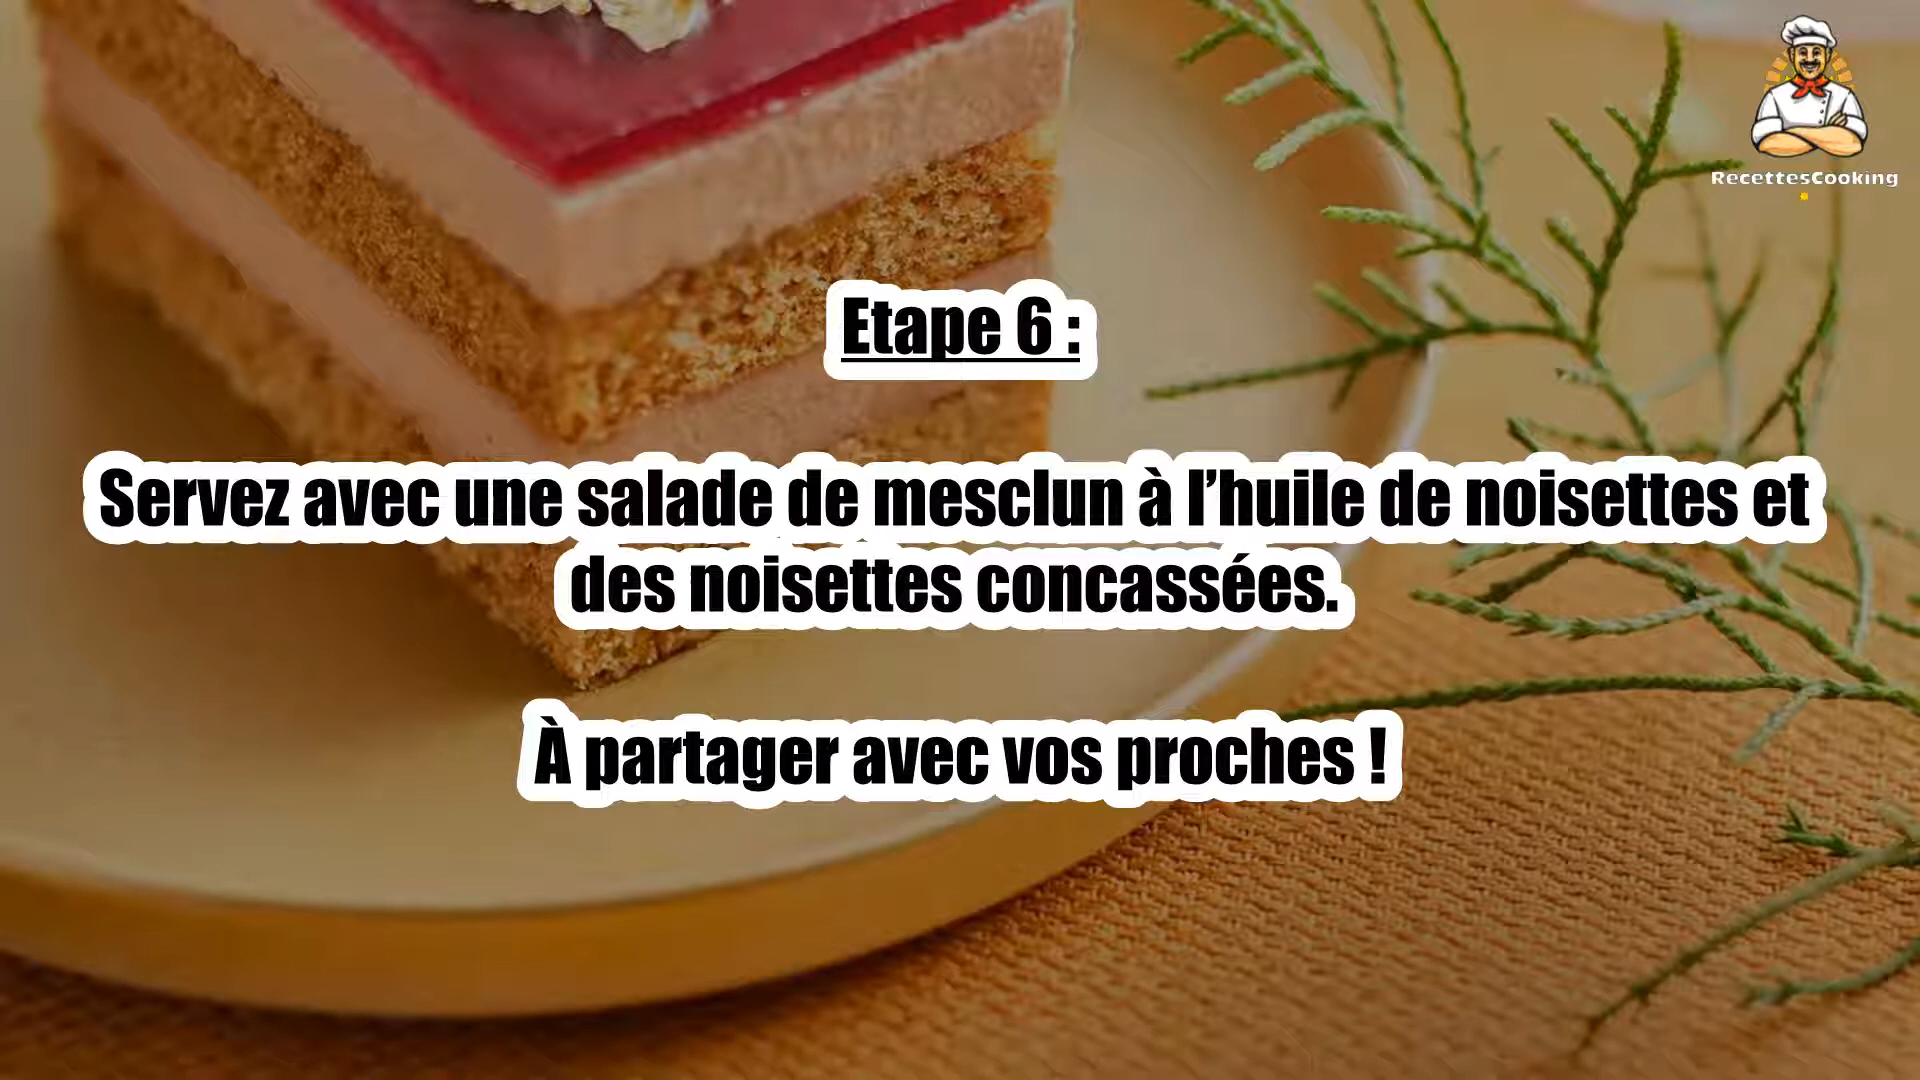 RecettesCooking
Etape 6 :
Servez avec une salade de mesclun à l’huile de noisettes et
des noisettes concassées.
À partager avec vos proches !